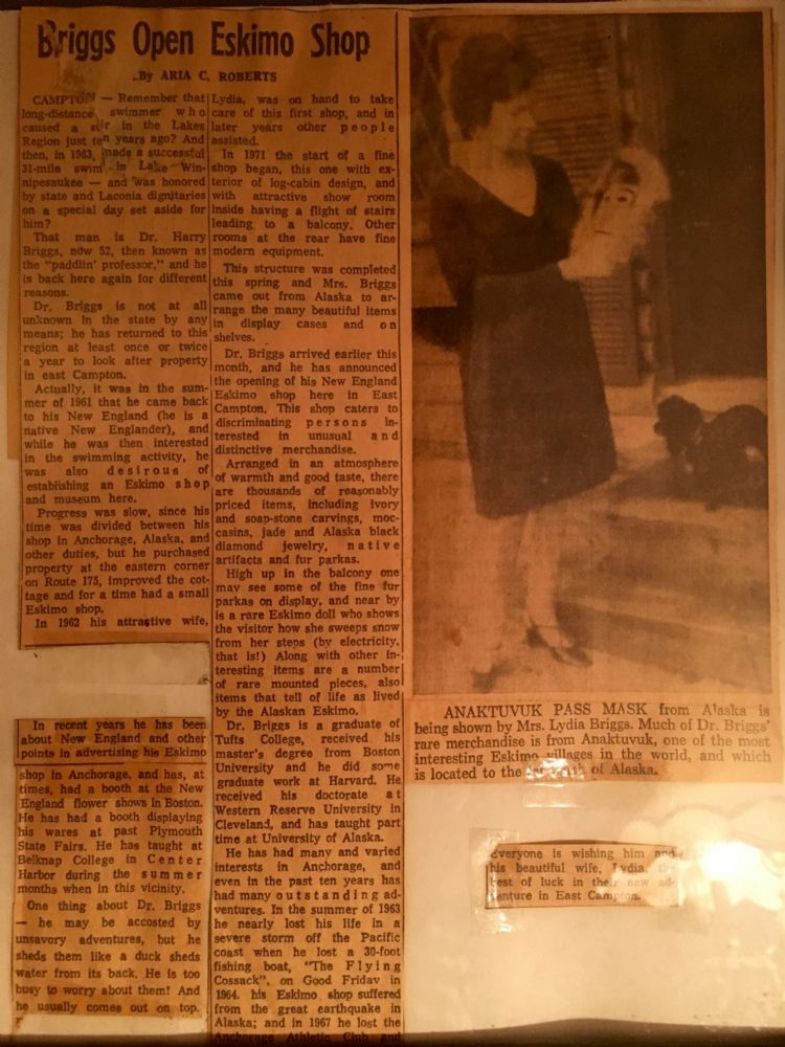 Briggs Open Eskimo Shop
By ARIA C. ROBERTS
CAMPTON — Remember that
long-distance swimmer who
caused a stir in the Lakes
Region just ten years ago? And
then, in 1963, made a successful
31-mile swim in Lake Win-
nipesaukee — and was honored
by state and Laconia dignitaries
on a special day set aside for
him?
That man is Dr. Harry
Briggs, now 52, then known as
the "paddlin' professor," and he
is back here again for different
reasons.
Dr. Briggs is not at all
unknown in the state by any
means; he has returned to this
region at least once or twice
a year to look after property
in east Campton.
Actually, it was in the sum-
mer of 1961 that he came back
to his New England (he is a
native New Englander), and
while he was then interested
in the swimming activity, he
was also desirous of
establishing an Eskimo shop
and museum here.
Progress was slow, since his
time was divided between his
shop in Anchorage, Alaska, and
other duties, but he purchased
property at the eastern corner
on Route 175, improved the cot-
tage and for a time had a small
Eskimo shop.
In 1962 his attractive wife,
Lydia, was on hand to take
care of this first shop, and in
later years other people
assisted.
In 1971 the start of a fine
shop began, this one with ex-
terior of log-cabin design, and
with attractive show room
inside having a flight of stairs
leading to a balcony. Other
rooms at the rear have fine
modern equipment.
This structure was completed
this spring and Mrs. Briggs
came out from Alaska to ar-
range the many beautiful items
in display cases and on
shelves.
Dr. Briggs arrived earlier this
month, and he has announced
the opening of his New England
Eskimo shop here in East
Campton. This shop caters to
discriminating persons in-
terested in unusual and
distinctive merchandise.
Arranged in an atmosphere
of warmth and good taste, there
are thousands of reasonably
priced items, including ivory
and soap-stone carvings, moc-
casins, jade and Alaska black
diamond jewelry, native
artifacts and fur parkas.
High up in the balcony one
may see some of the fine fur
parkas on display, and near by
is a rare Eskimo doll who shows
the visitor how she sweeps snow
from her steps (by electricity,
that is!) Along with other in-
teresting items are a number
of rare mounted pieces, also
items that tell of life as lived
by the Alaskan Eskimo.
Dr. Briggs is a graduate of
Tufts College, received his
master's degree from Boston
University and he did some
graduate work at Harvard. He
received his doctorate at
Western Reserve University in
Cleveland, and has taught part
time at University of Alaska.
He has had many and varied
interests in Anchorage, and
even in the past ten years has
had many outstanding ad-
ventures. In the summer of 1963
he nearly lost his life in a
severe storm off the Pacific
coast when he lost a 30-foot
fishing boat, "The Flying
Cossack", on Good Friday in
1964. his Eskimo shop suffered
from the great earthquake in
Alaska; and in 1967 he lost the
Anchorage Athletic Club and
In recent years he has been
about New England and other
points in advertising his Eskimo
shop in Anchorage, and has, at
times, had a booth at the New
England flower shows in Boston.
He has had a booth displaying
his wares at past Plymouth
State Fairs. He has taught at
Belknap College in Center
Harbor during the summer
months when in this vicinity.
One thing about Dr. Briggs
— he may be accosted by
unsavory adventures, but he
sheds them like a duck sheds
water from its back. He is too
busy to worry about them! And
he usually comes out on top.
ANAKTUVUK PASS MASK from Alaska is
being shown by Mrs. Lydia Briggs. Much of Dr. Briggs'
rare merchandise is from Anaktuvuk, one of the most
interesting Eskimo villages in the world, and which
is located to the of Alaska.
everyone is wishing him and
his beautiful wife, Lydia,
best of luck in their new ad-
venture in East Campton.